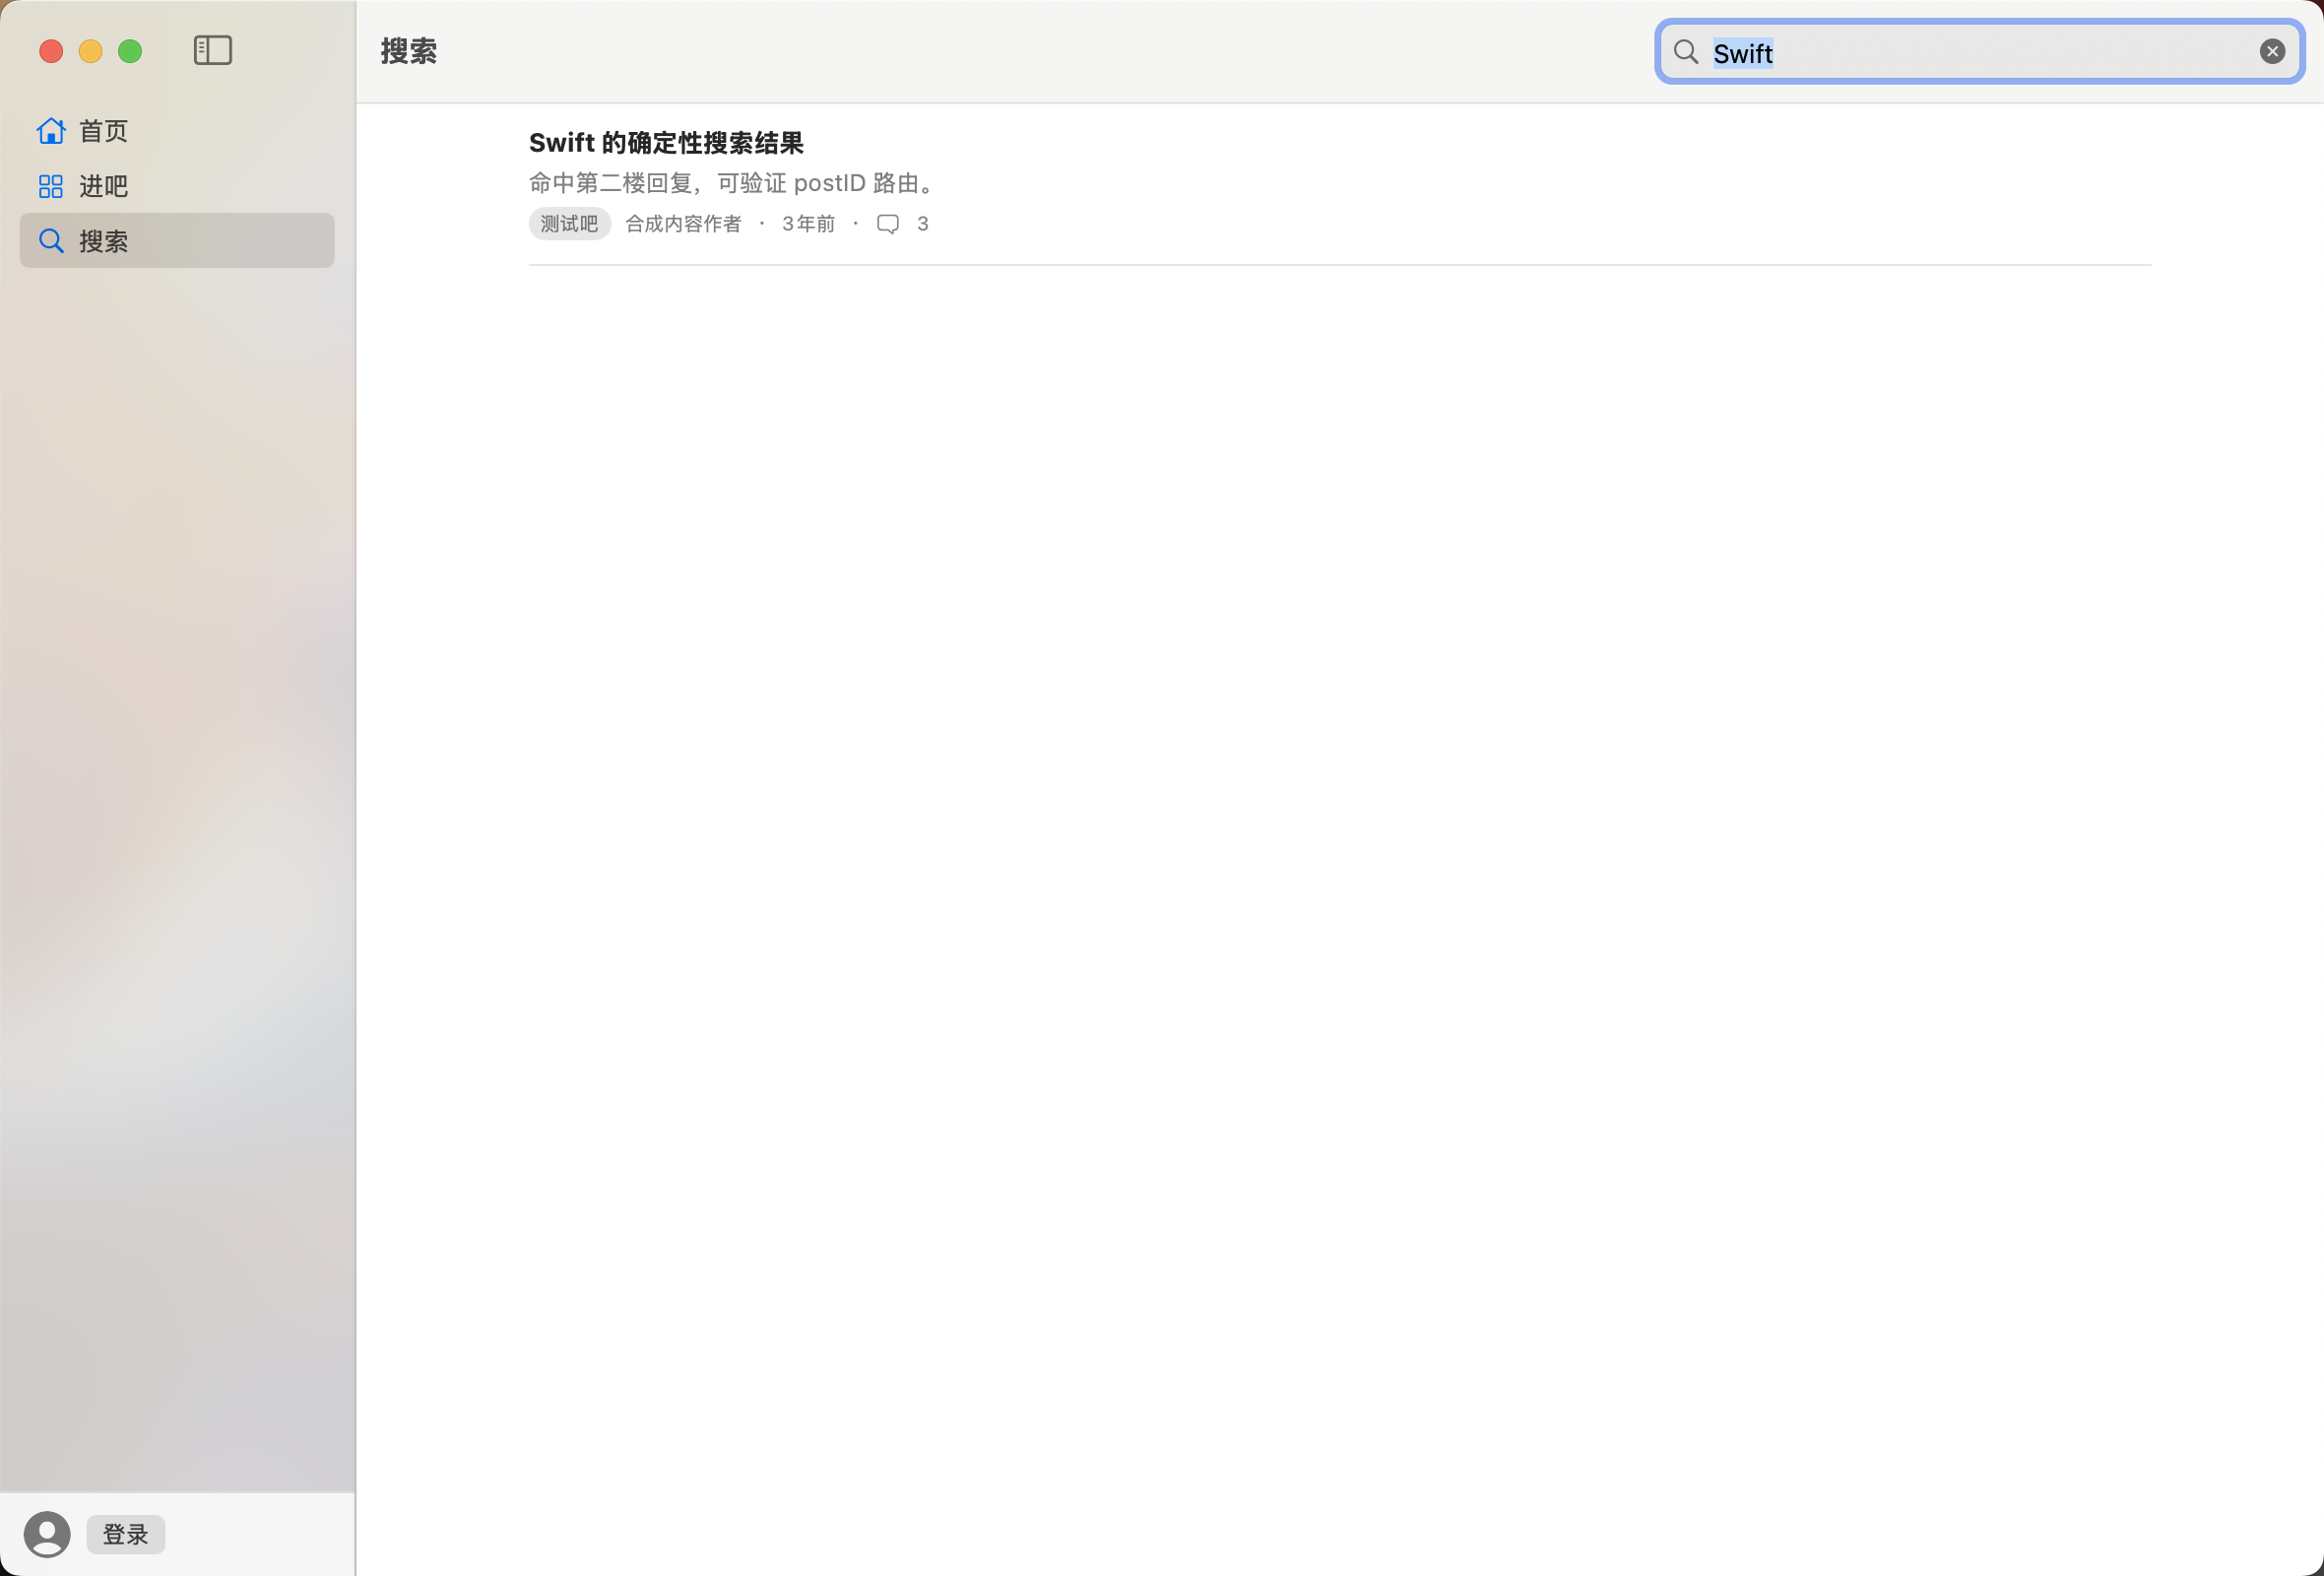 搜索
Swift
首页
进吧
搜索
Swift 的确定性搜索结果
命中第二楼回复，可验证 postID 路由。
测试吧 合成内容作者 · 3年前 · 3
登录